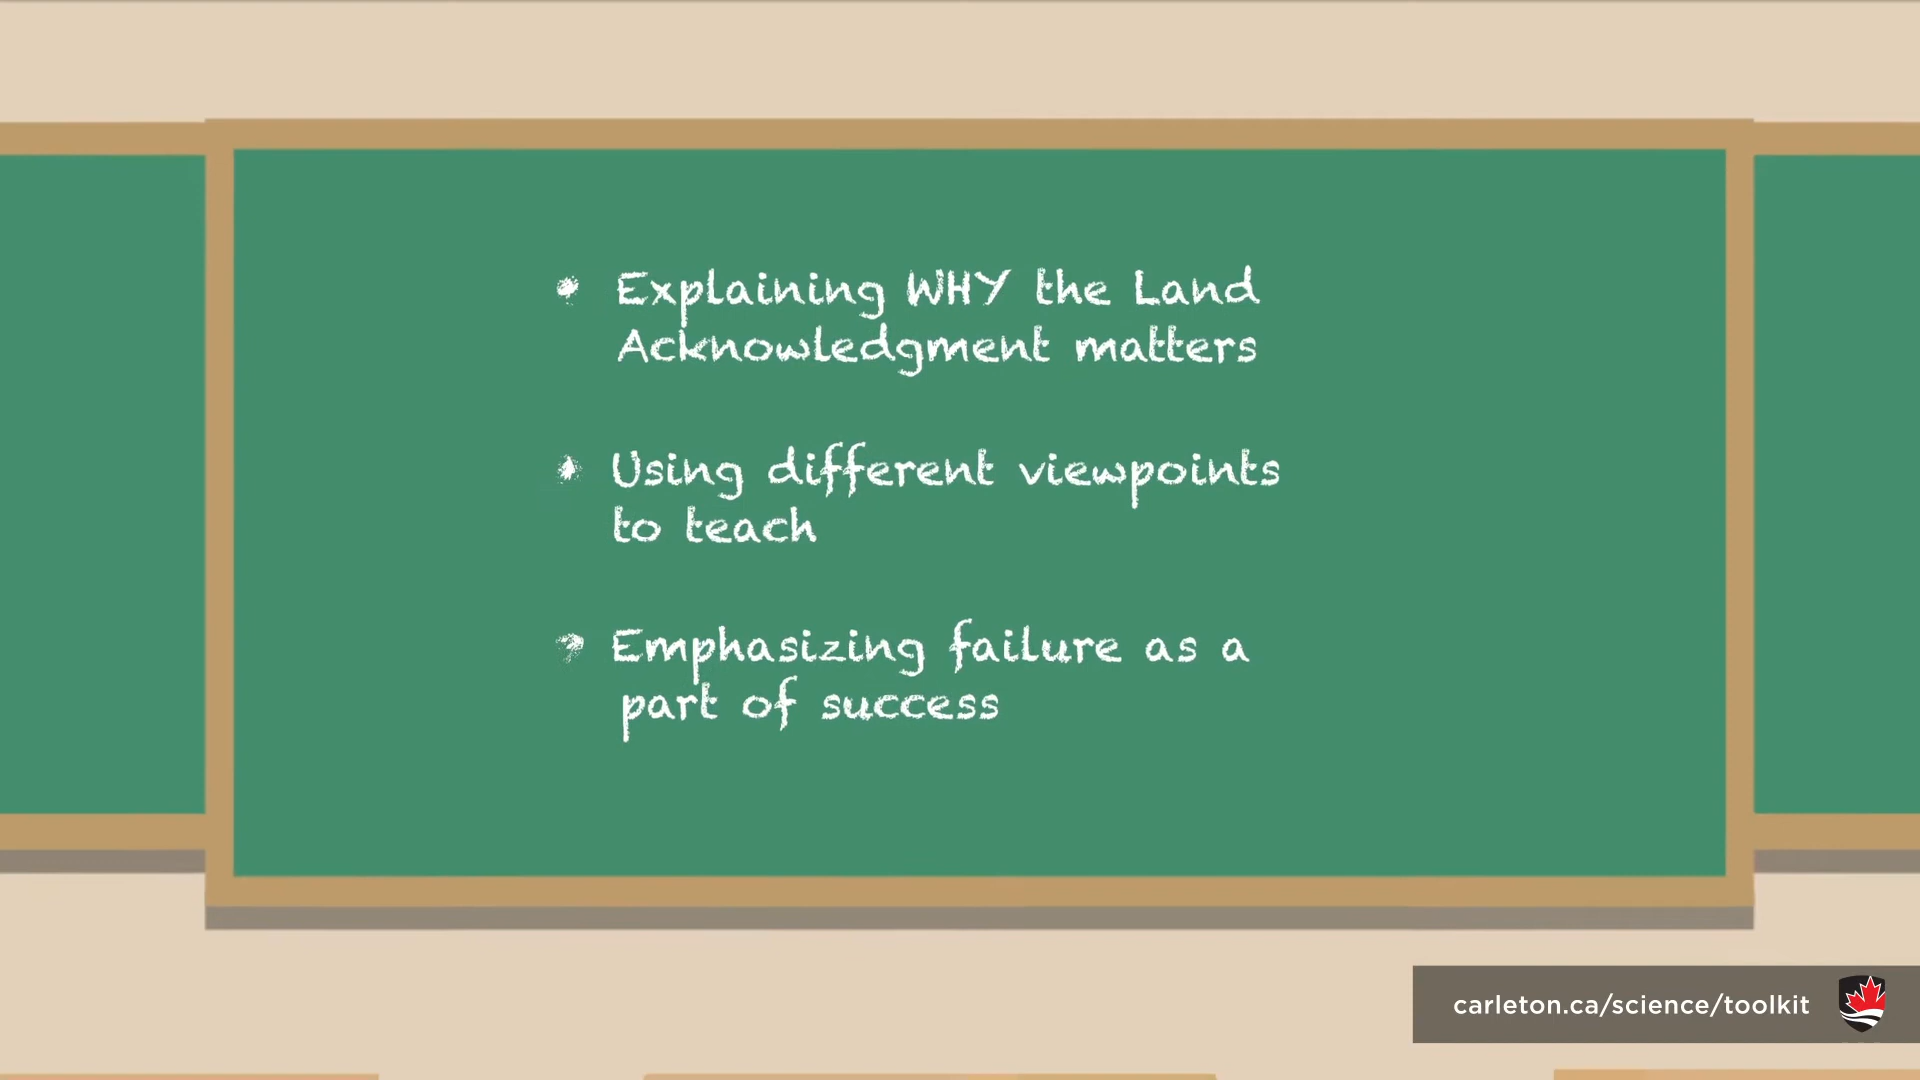 • Explaining WHY the Land
Acknowledgment matters
• Using different viewpoints
to teach
• Emphasizing failure as a
part of success
carleton.ca/science/toolkit